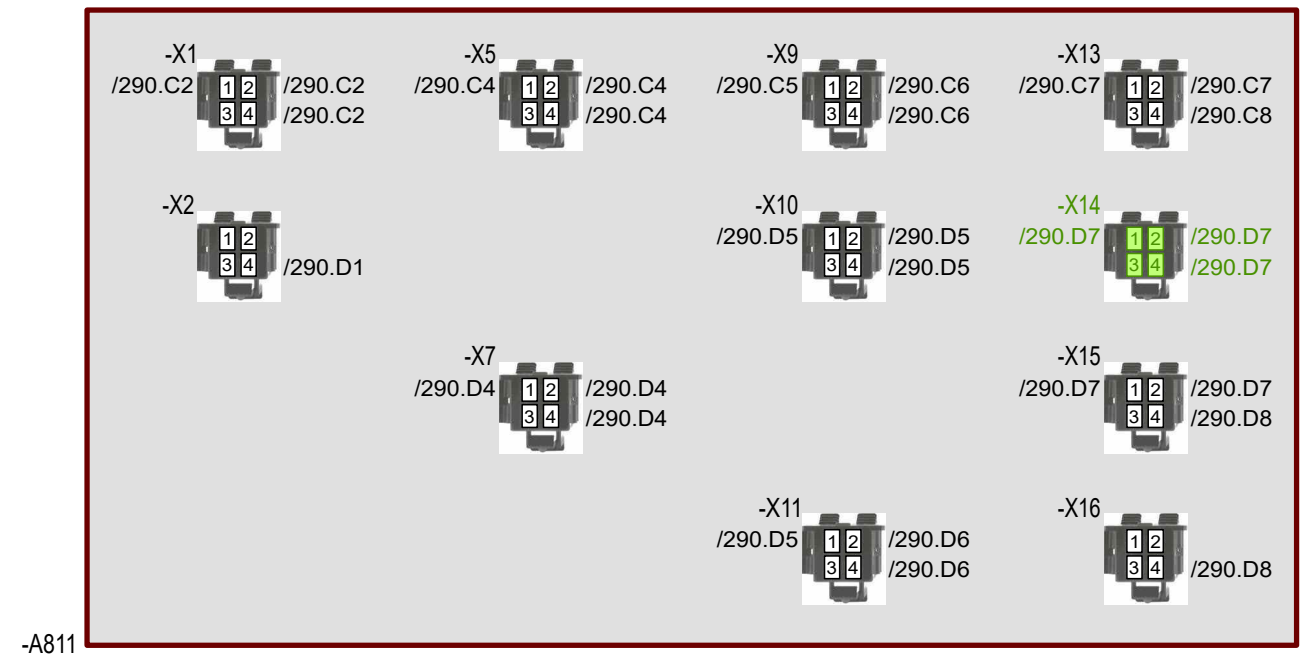 -X1 -X5 -X9 -X13
/290.C2 1 2 /290.C2 /290.C4 1 2 /290.C4 /290.C5 1 2 /290.C6 /290.C7 1 2 /290.C7
3 4 /290.C2 3 4 /290.C4 3 4 /290.C6 3 4 /290.C8
-X2 -X10 -X14
1 2 /290.D5 1 2 /290.D5 /290.D7 1 2 /290.D7
3 4 /290.D1 3 4 /290.D5 3 4 /290.D7
-X7 -X15
/290.D4 1 2 /290.D4 /290.D7 1 2 /290.D7
3 4 /290.D4 3 4 /290.D8
-X11 -X16
/290.D5 1 2 /290.D6 1 2
3 4 /290.D6 3 4 /290.D8
-A811